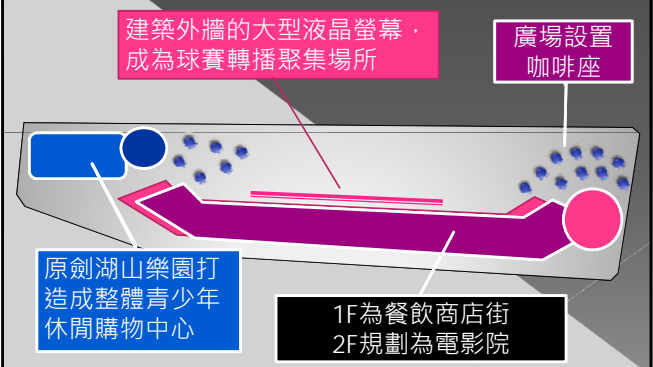 建築外牆的大型液晶螢幕，
成為球賽轉播聚集場所
廣場設置
咖啡座
原劍湖山樂園打
造成整體青少年
休閒購物中心
1F為餐飲商店街
2F規劃為電影院